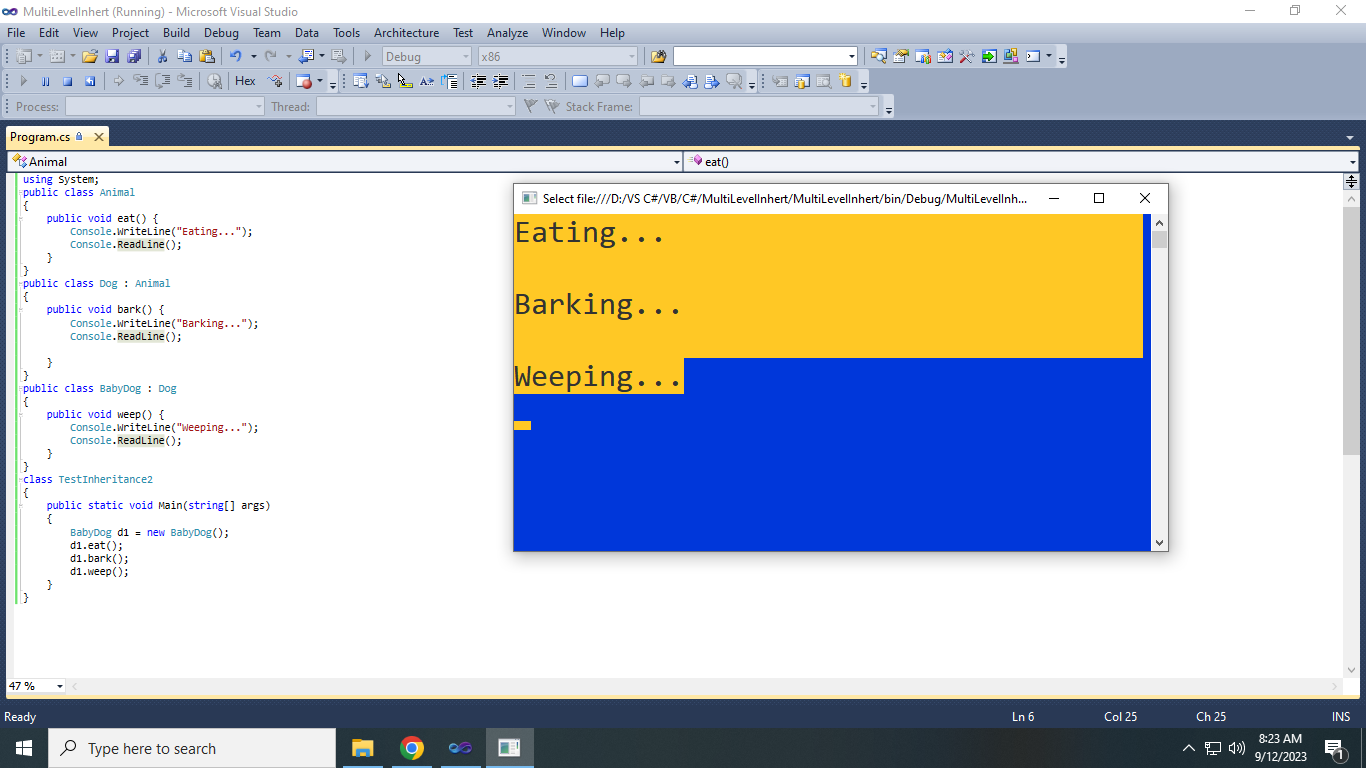 MultiLevelInhert (Running) - Microsoft Visual Studio
File Edit View Project Build Debug Team Data Tools Architecture Test Analyze Window Help
Debug x86
Hex
Process: Thread: Stack Frame:
Program.cs
Animal eat()
using System;
public class Animal
{
    public void eat() {
        Console.WriteLine("Eating...");
        Console.ReadLine();
    }
}
public class Dog : Animal
{
    public void bark() {
        Console.WriteLine("Barking...");
        Console.ReadLine();
    }
}
public class BabyDog : Dog
{
    public void weep() {
        Console.WriteLine("Weeping...");
        Console.ReadLine();
    }
}
class TestInheritance2
{
    public static void Main(string[] args)
    {
        BabyDog d1 = new BabyDog();
        d1.eat();
        d1.bark();
        d1.weep();
    }
}
Select file:///D:/VS C#/VB/C#/MultiLevelInhert/MultiLevelInhert/bin/Debug/MultiLevelInh...
Eating...
Barking...
Weeping...
47 %
Ready Ln 6 Col 25 Ch 25 INS
Type here to search
8:23 AM
9/12/2023
1